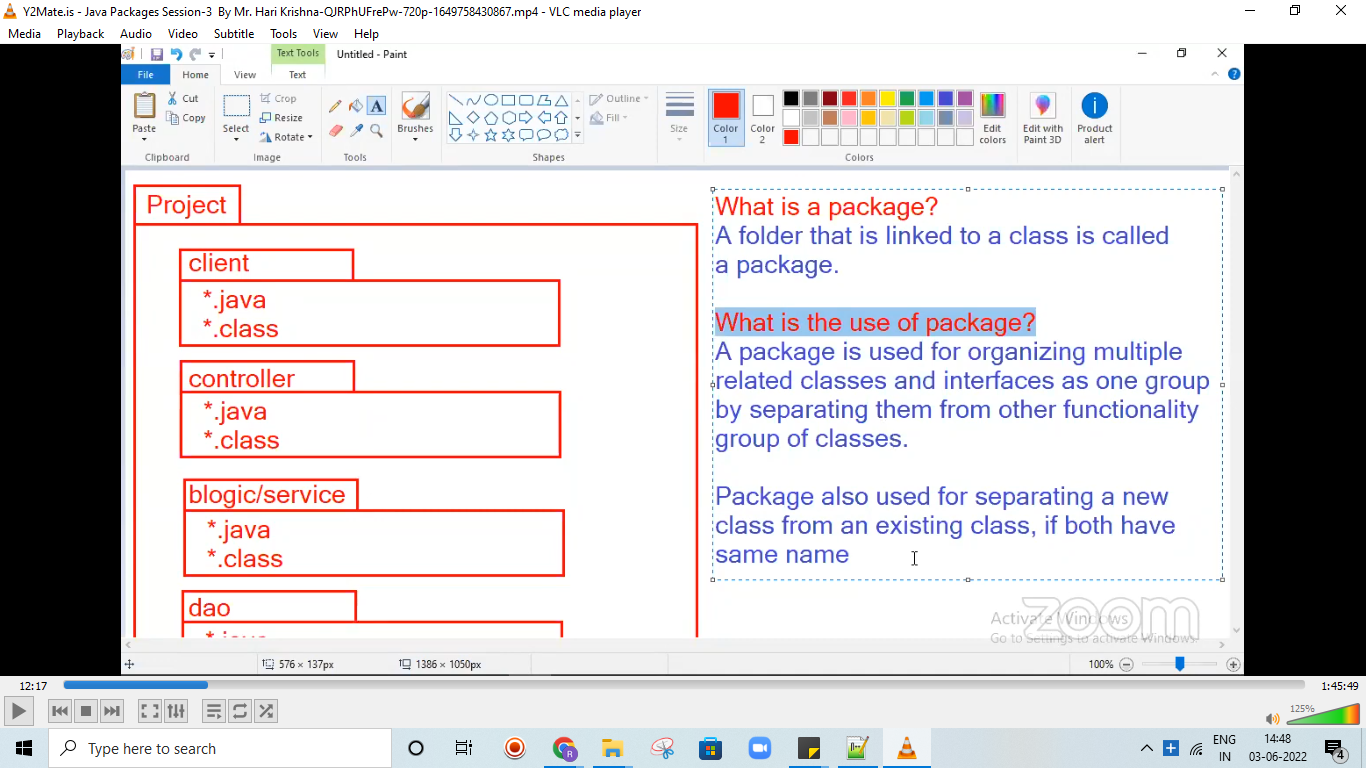 Y2Mate.is - Java Packages Session-3 By Mr. Hari Krishna-QJRPhUFrePw-720p-1649758430867.mp4 - VLC media player
Media Playback Audio Video Subtitle Tools View Help
Text Tools
Untitled - Paint
File Home View Text
Paste
Cut
Copy
Clipboard
Select
Crop
Resize
Rotate
Image
Tools
Brushes
Shapes
Outline
Fill
Size
Color 1
Color 2
Colors
Edit colors
Edit with Paint 3D
Product alert
Project
client
*.java
*.class
controller
*.java
*.class
blogic/service
*.java
*.class
dao
What is a package?
A folder that is linked to a class is called
a package.
What is the use of package?
A package is used for organizing multiple
related classes and interfaces as one group
by separating them from other functionality
group of classes.
Package also used for separating a new
class from an existing class, if both have
same name
zoom
Activate Windows
Go to Settings to activate Windows.
576 × 137px
1386 × 1050px
100%
12:17
1:45:49
125%
Type here to search
ENG
IN
14:48
03-06-2022
4